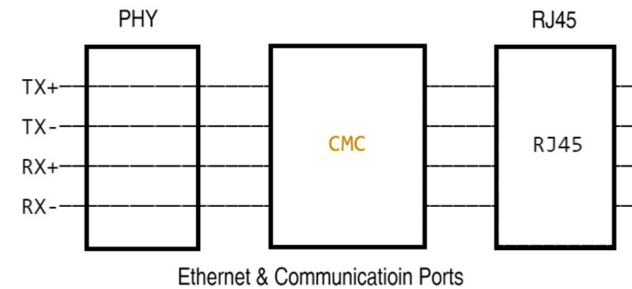 PHY RJ45
TX+
TX-
CMC RJ45
RX+
RX-
Ethernet & Communicatioin Ports